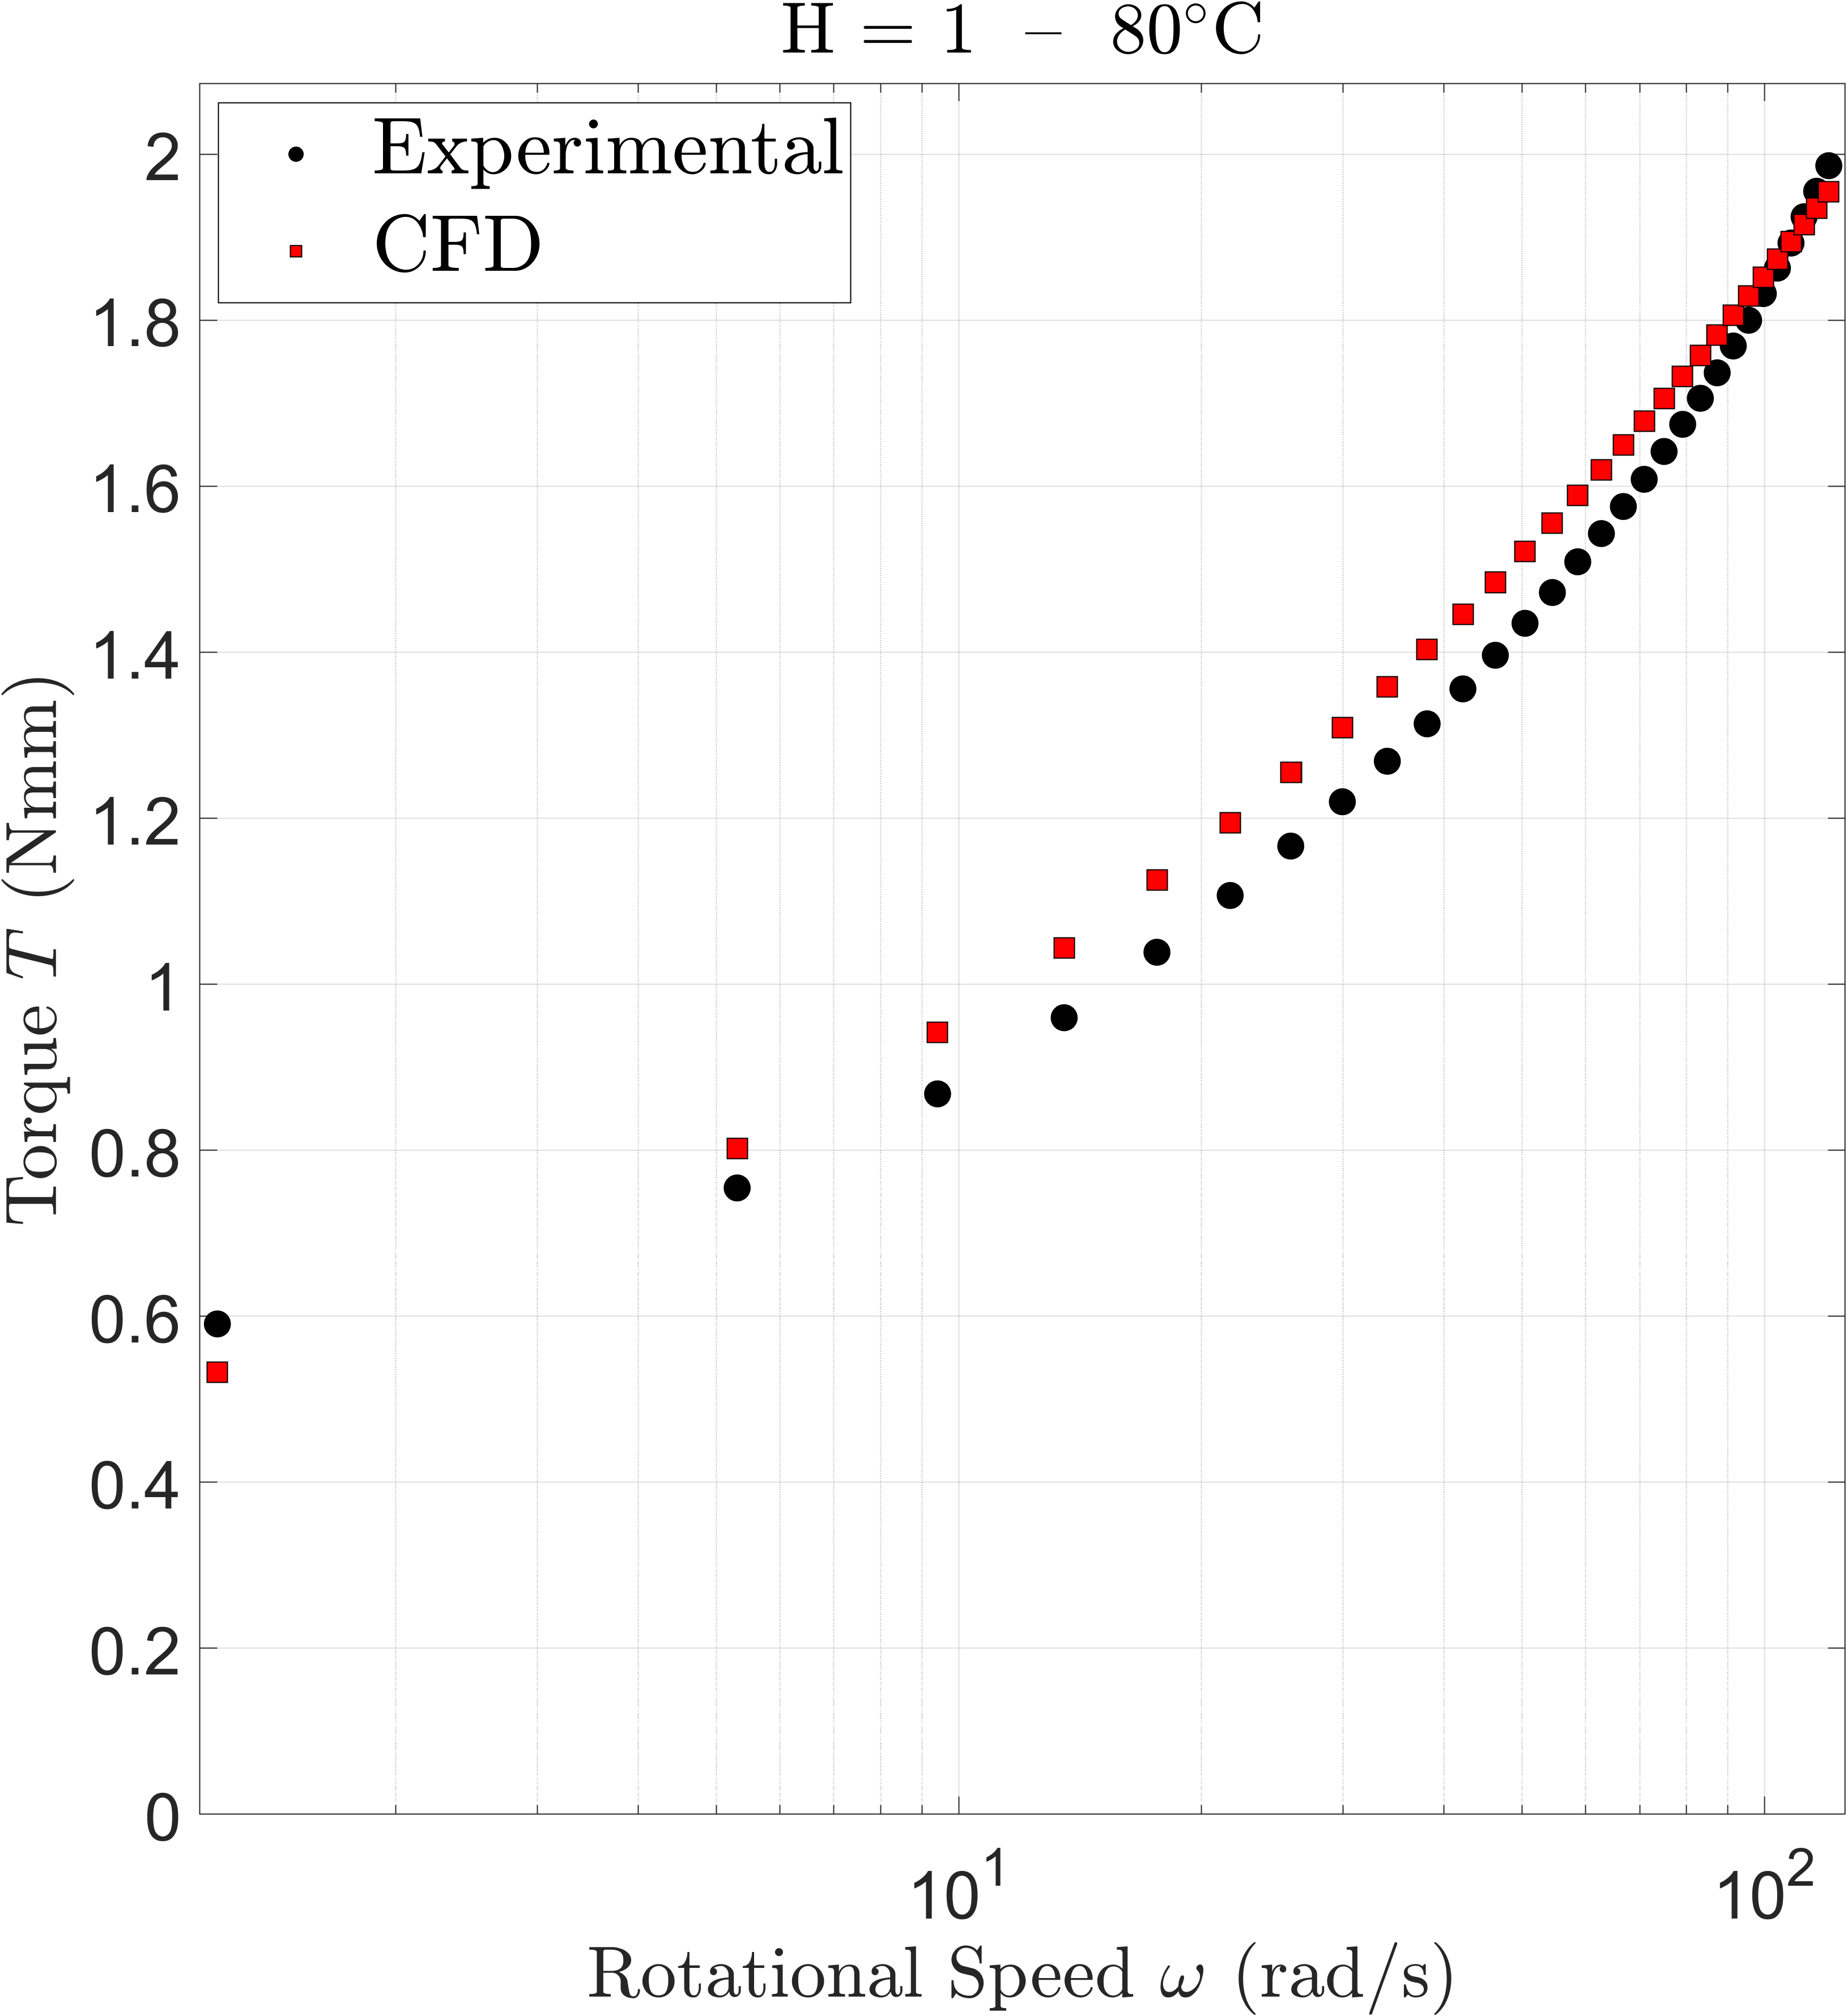 H = 1 – 80°C
Experimental
CFD
2
1.8
1.6
1.4
1.2
1
0.8
0.6
0.4
0.2
0
Torque T (Nmm)
10¹ 10²
Rotational Speed ω (rad/s)